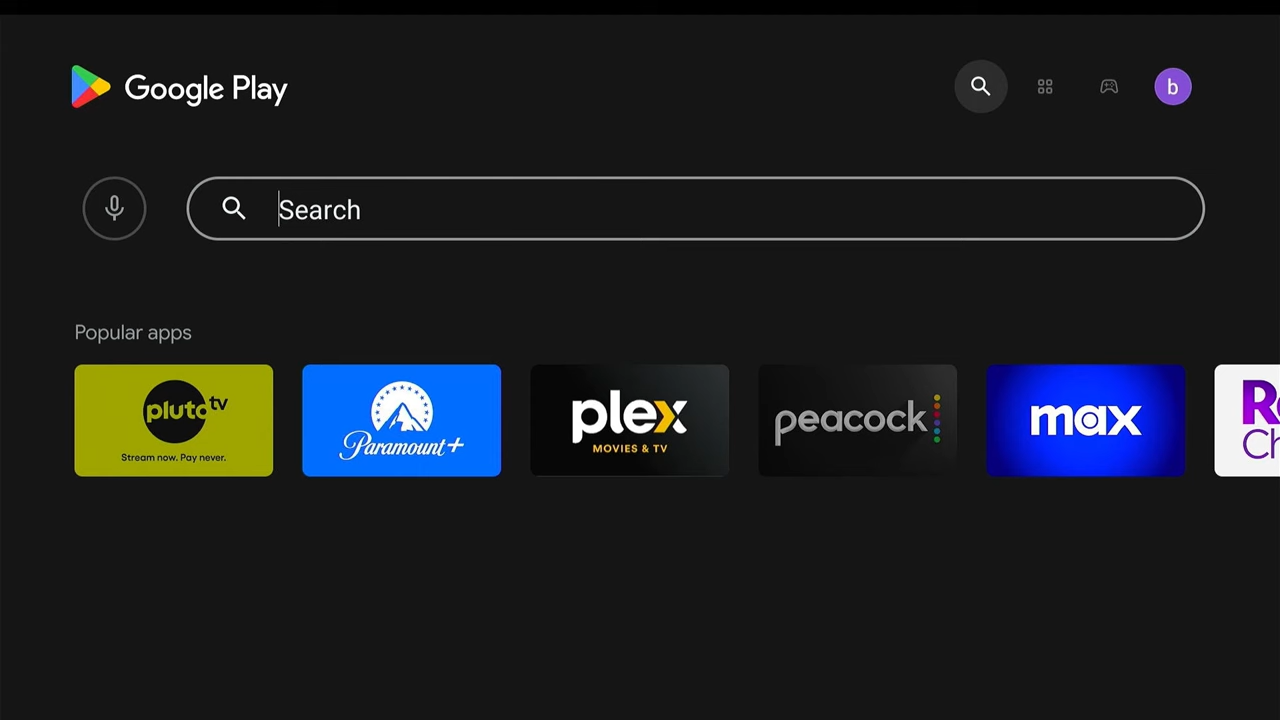 Google Play
b
Search
Popular apps
pluto tv
Stream now. Pay never.
Paramount+
plex
MOVIES & TV
peacock
max